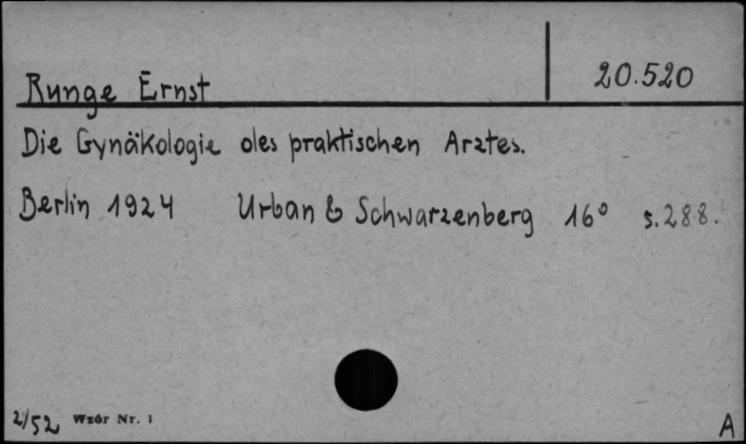 Runge Ernst 20.520
Die Gynäkologie des praktischen Arztes.
Berlin 1924 Urban & Schwarzenberg 16° s. 288.
2/52 Wzór Nr. 1 A